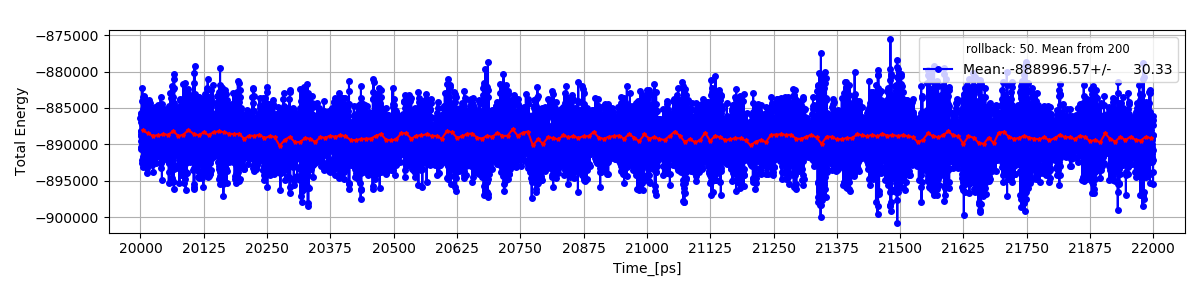 −875000
−880000
−885000
−890000
−895000
−900000
Total Energy
rollback: 50. Mean from 200
Mean: -888996.57+/- 30.33
20000 20125 20250 20375 20500 20625 20750 20875 21000 21125 21250 21375 21500 21625 21750 21875 22000
Time_[ps]